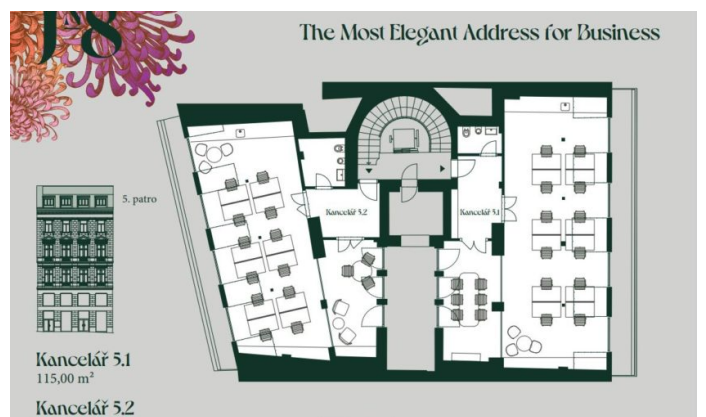 The Most Elegant Address for Business
5. patro
Kancelář 5.2
Kancelář 5.1
Kancelář 5.1
115,00 m²
Kancelář 5.2